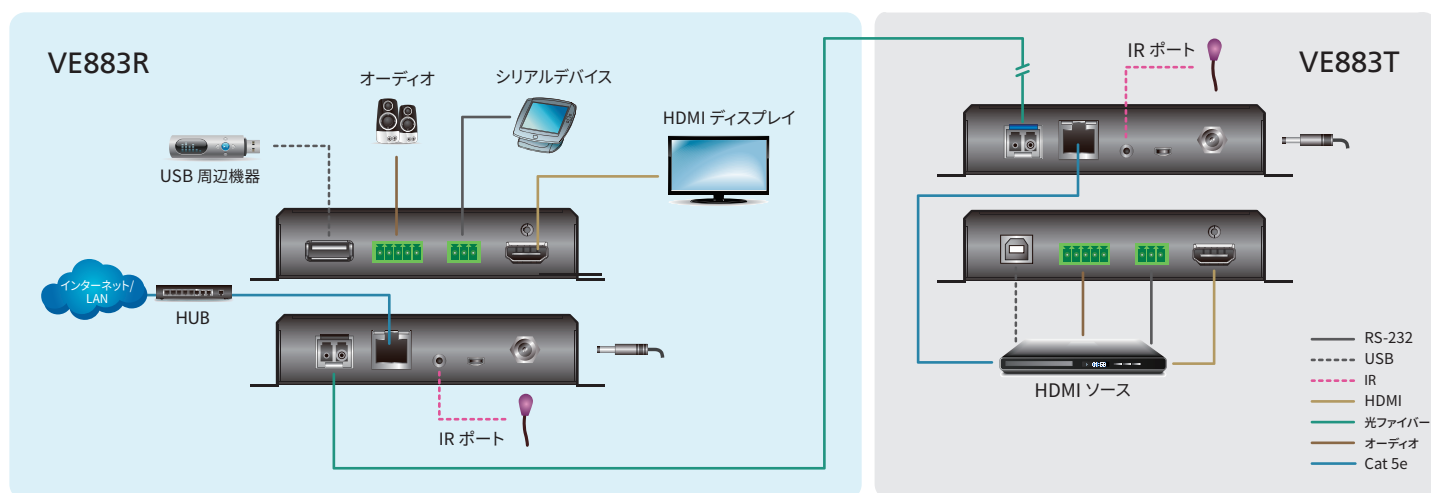 VE883R
オーディオ
シリアルデバイス
HDMI ディスプレイ
USB 周辺機器
インターネット/
LAN
HUB
IR ポート
IR ポート
VE883T
HDMI ソース
RS-232
USB
IR
HDMI
光ファイバー
オーディオ
Cat 5e